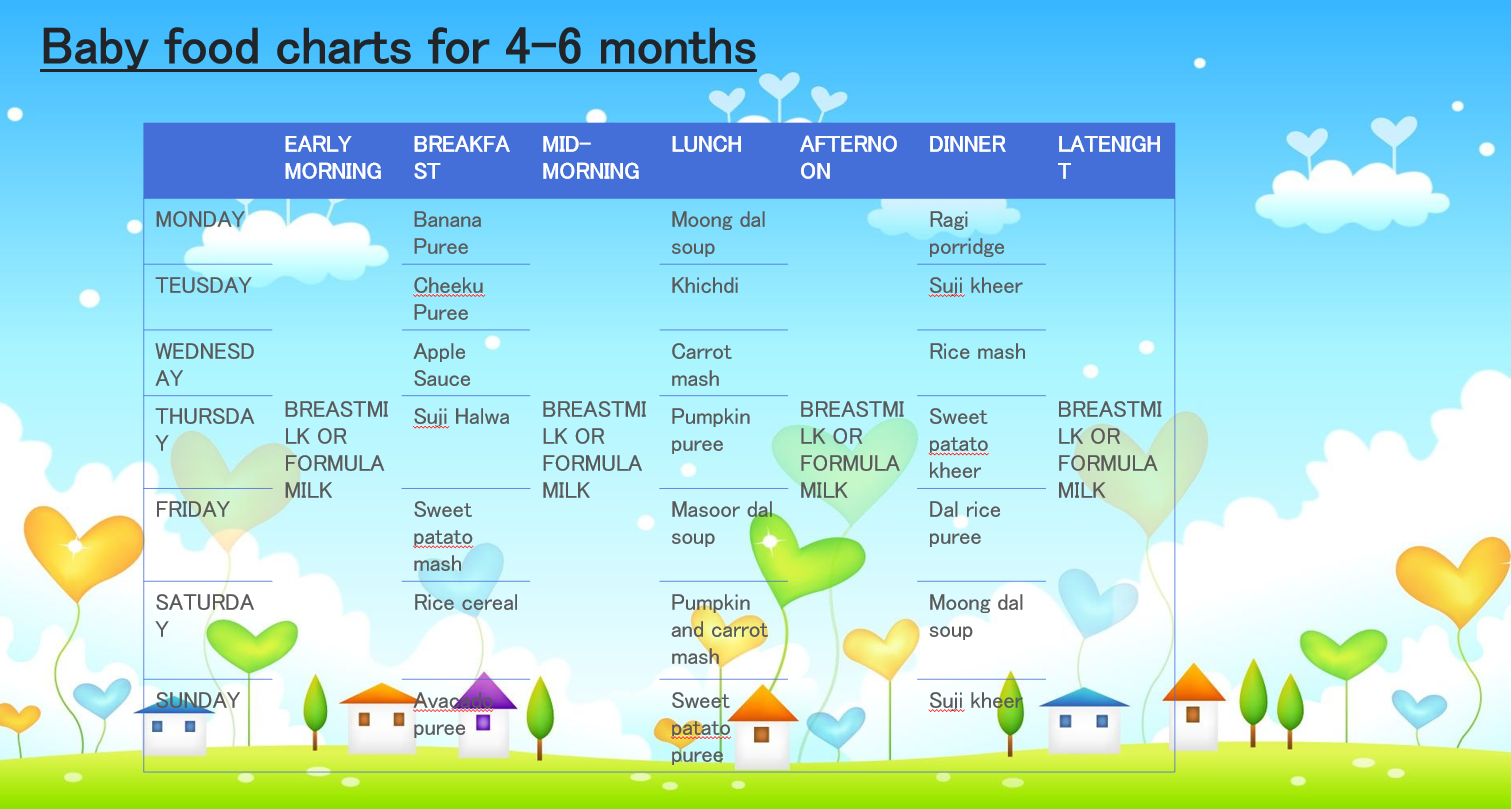 Baby food charts for 4-6 months
EARLY MORNING BREAKFAST MID-MORNING LUNCH AFTERNOON DINNER LATENIGHT
MONDAY Banana Puree Moong dal soup Ragi porridge
TEUSDAY Cheeku Puree Khichdi Suji kheer
WEDNESDAY Apple Sauce Carrot mash Rice mash
THURSDAY BREASTMILK OR FORMULA MILK Suji Halwa BREASTMILK OR FORMULA MILK Pumpkin puree BREASTMILK OR FORMULA MILK Sweet patato kheer BREASTMILK OR FORMULA MILK
FRIDAY Sweet patato mash Masoor dal soup Dal rice puree
SATURDAY Rice cereal Pumpkin and carrot mash Moong dal soup
SUNDAY Avacado puree Sweet patato puree Suji kheer